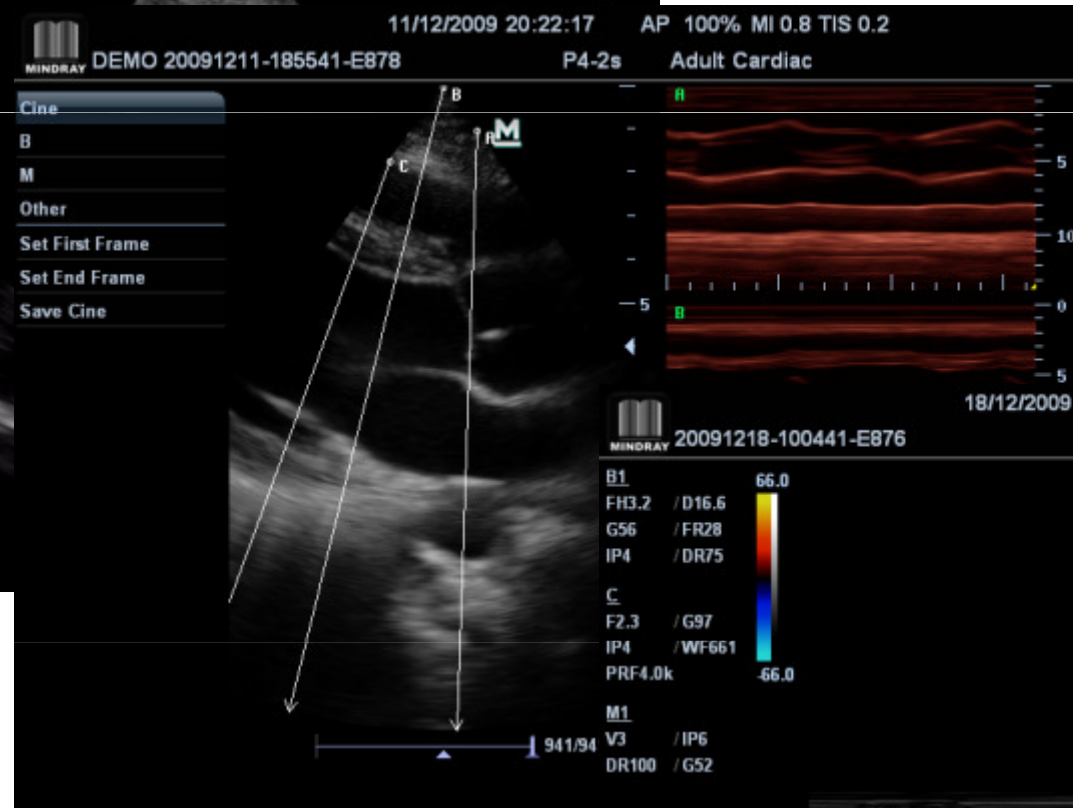 11/12/2009 20:22:17 AP 100% MI 0.8 TIS 0.2
MINDRAY DEMO 20091211-185541-E878 P4-2s Adult Cardiac
Cine
B
M
Other
Set First Frame
Set End Frame
Save Cine
B
A M
C
5
941/94
A
5
10
B
0
5
18/12/2009
MINDRAY 20091218-100441-E876
B1
FH3.2 /D16.6
G56 /FR28
IP4 /DR75
C
F2.3 /G97
IP4 /WF661
PRF4.0k
66.0
-66.0
M1
V3 /IP6
DR100 /G52